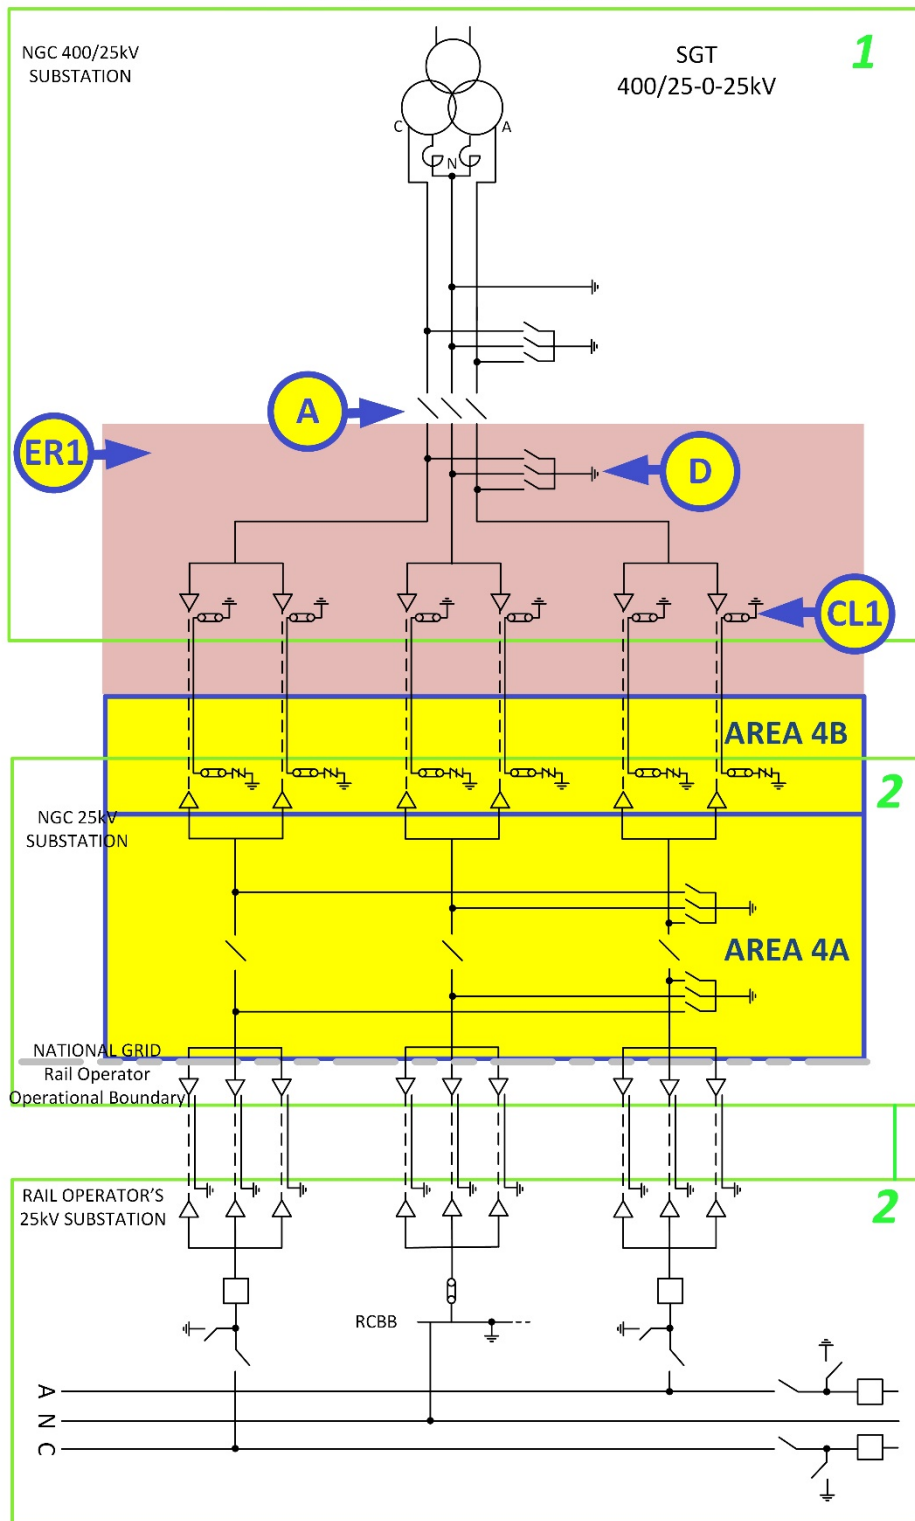 NGC 400/25kV
SUBSTATION
SGT
400/25-0-25kV
1
C
A
N
A
ER1
D
CL1
AREA 4B
2
NGC 25kV
SUBSTATION
AREA 4A
NATIONAL GRID
Rail Operator
Operational Boundary
RAIL OPERATOR'S
25kV SUBSTATION
2
RCBB
A
N
C